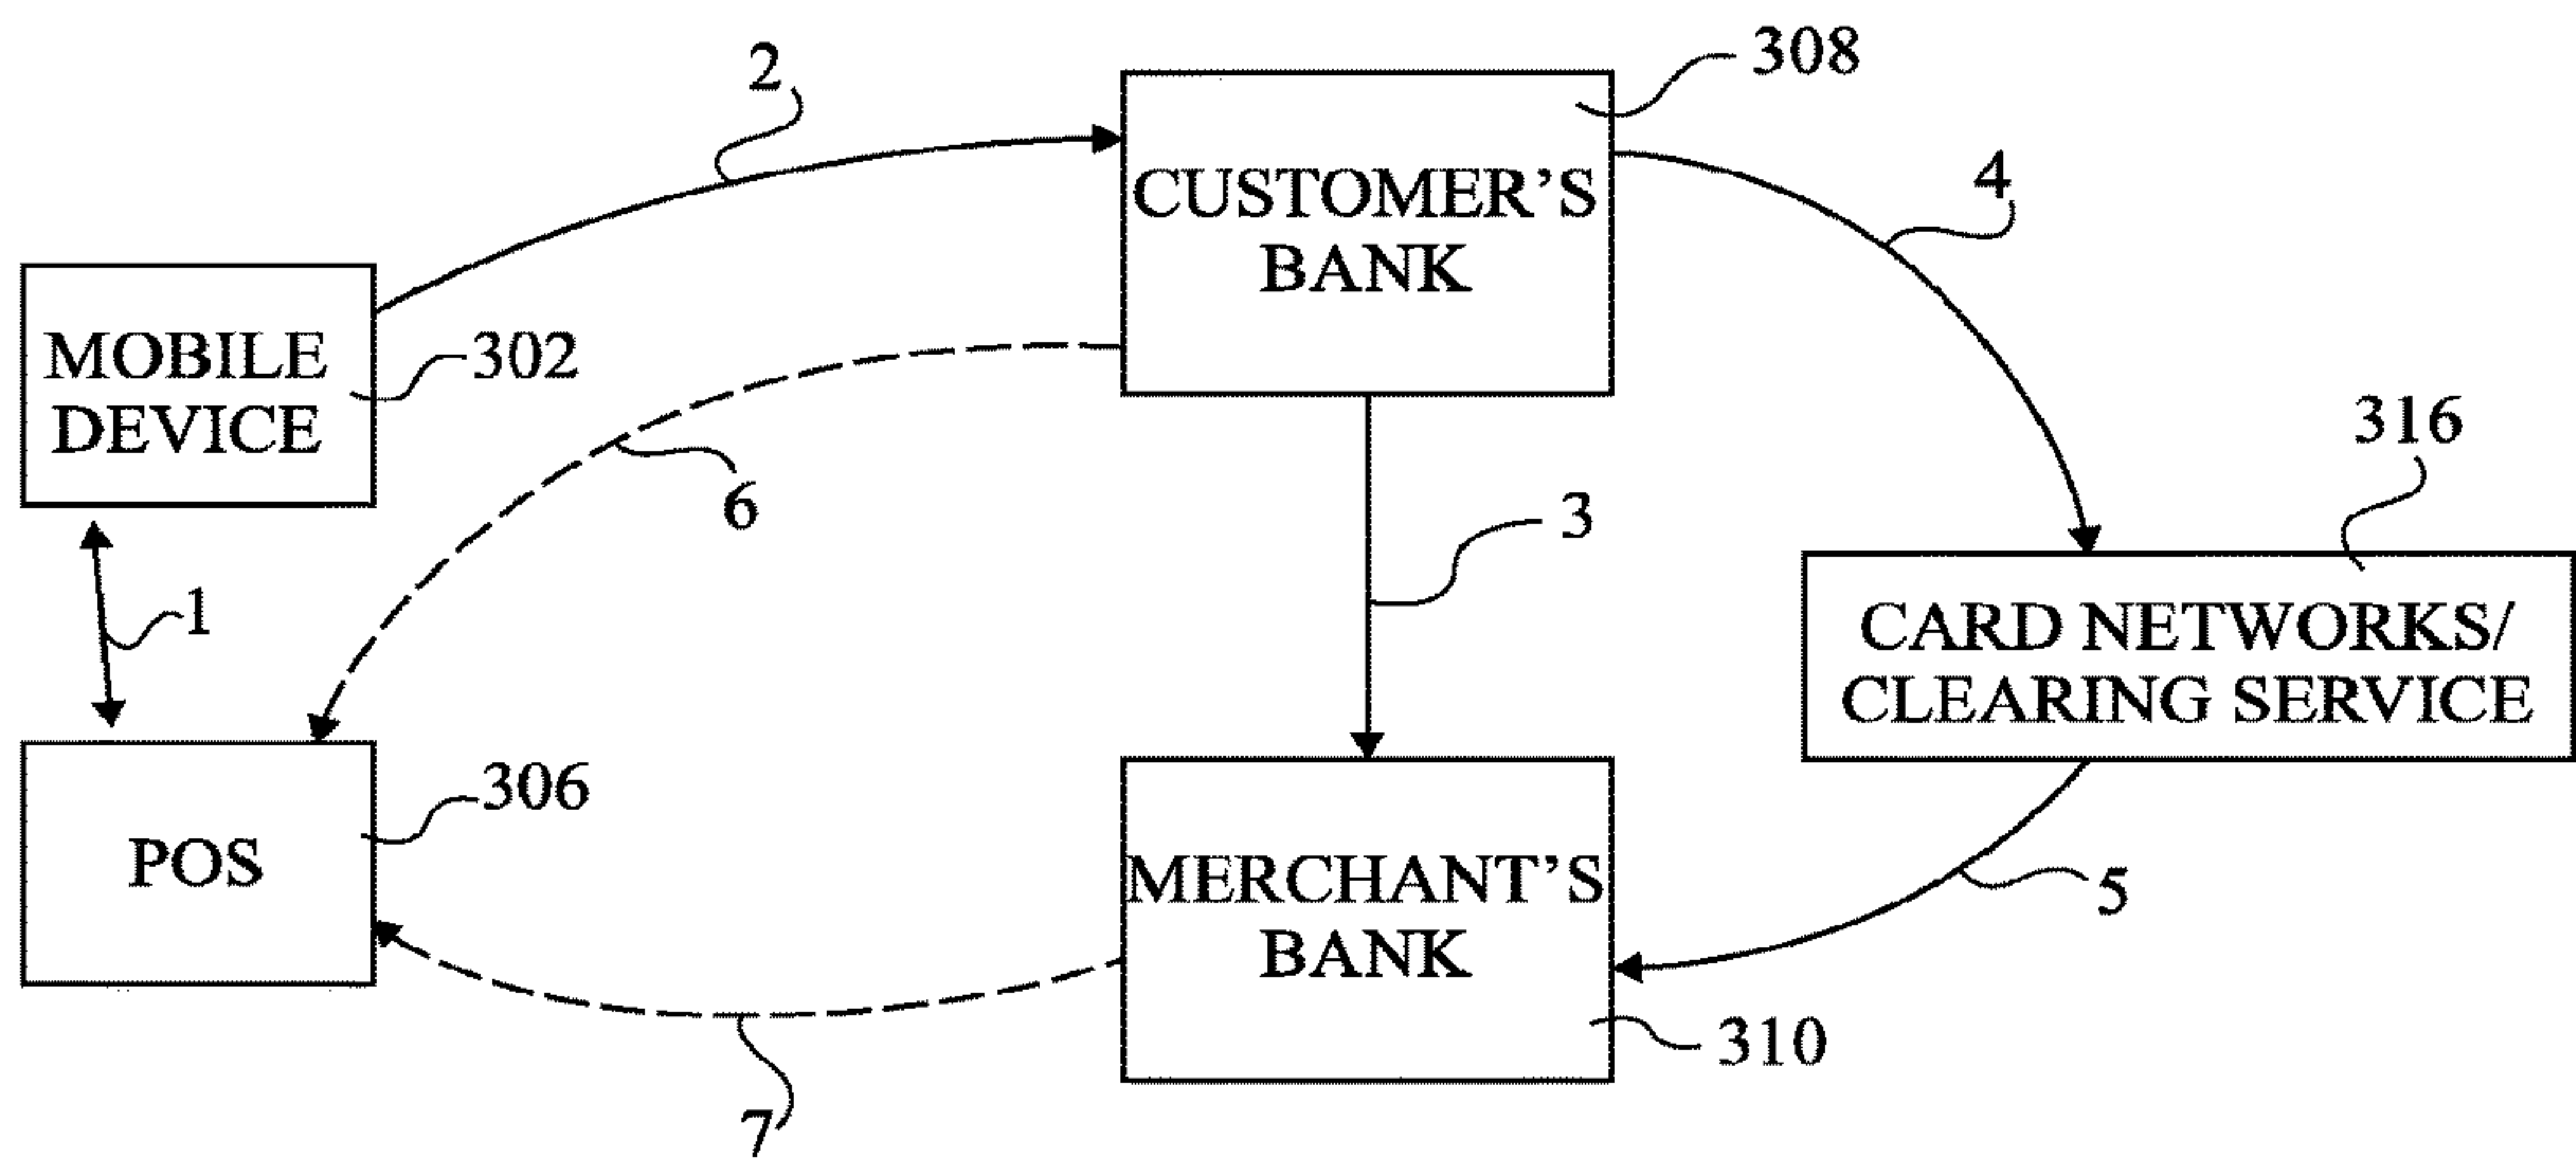 2
308
CUSTOMER'S
BANK
4
MOBILE
DEVICE
302
316
6
3
1
CARD NETWORKS/
CLEARING SERVICE
306
POS
MERCHANT'S
BANK
5
310
7